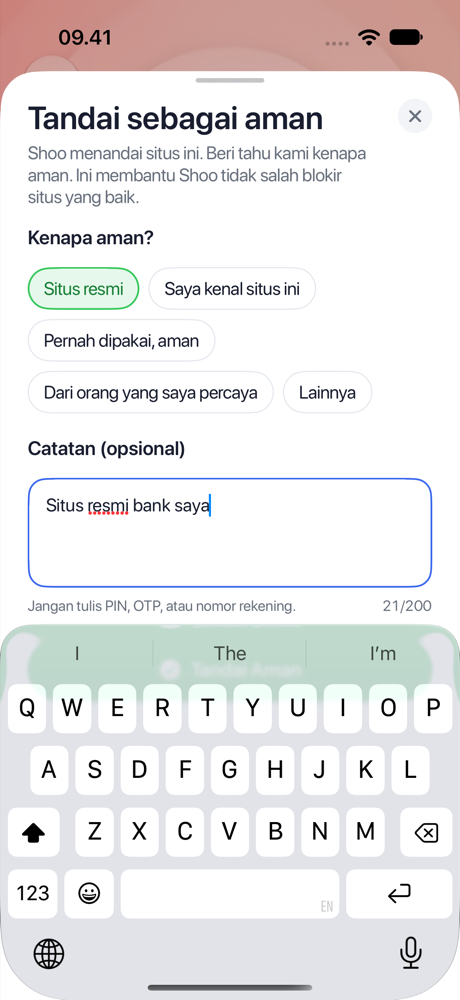 09.41
Tandai sebagai aman
Shoo menandai situs ini. Beri tahu kami kenapa
aman. Ini membantu Shoo tidak salah blokir
situs yang baik.
Kenapa aman?
Situs resmi
Saya kenal situs ini
Pernah dipakai, aman
Dari orang yang saya percaya
Lainnya
Catatan (opsional)
Situs resmi bank saya
Jangan tulis PIN, OTP, atau nomor rekening.
21/200
I
The
I'm
Tandai Aman
Q W E R T Y U I O P
A S D F G H J K L
Z X C V B N M
123
EN